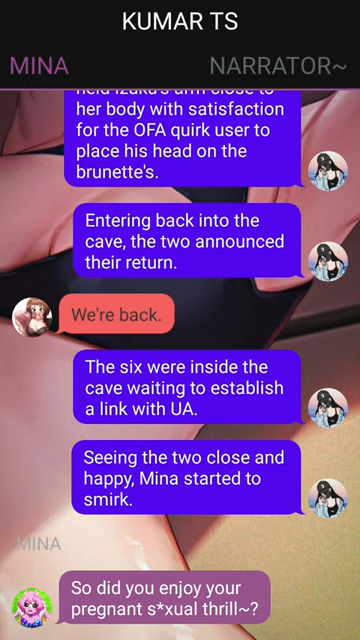 KUMAR TS
MINA
NARRATOR~
held Izuku's arm close to
her body with satisfaction
for the OFA quirk user to
place his head on the
brunette's.
Entering back into the
cave, the two announced
their return.
We're back.
The six were inside the
cave waiting to establish
a link with UA.
Seeing the two close and
happy, Mina started to
smirk.
MINA
So did you enjoy your
pregnant s*xual thrill~?